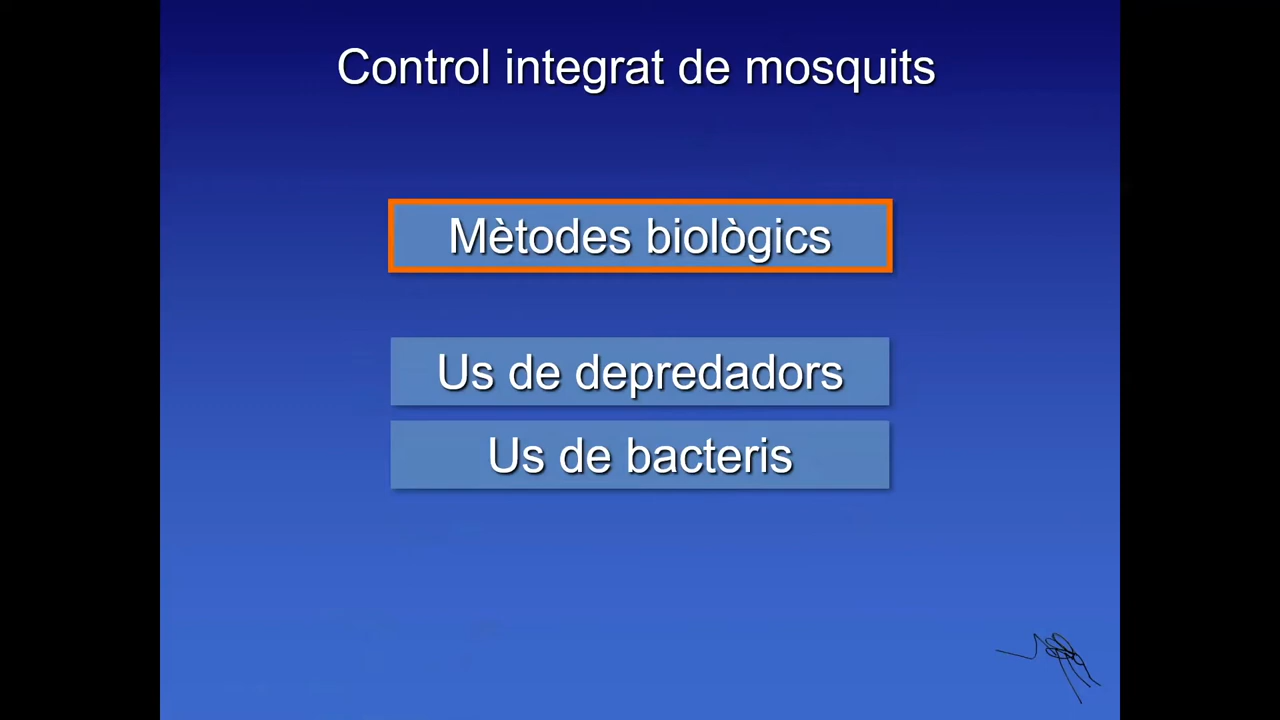 Control integrat de mosquits
Mètodes biològics
Us de depredadors
Us de bacteris